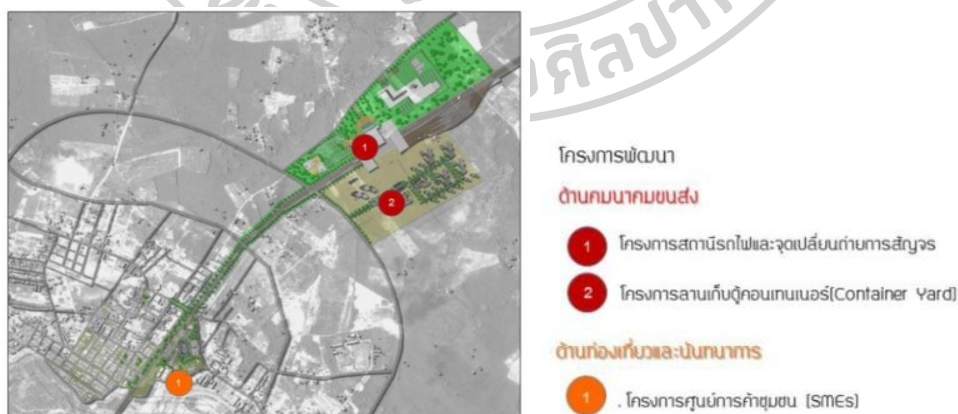 โครงการพัฒนา
ด้านคมนาคมขนส่ง
1 โครงการสถานีรถไฟและจุดเปลี่ยนถ่ายการสัญจร
2 โครงการลานเก็บตู้คอนเทนเนอร์(Container Yard)
ด้านท่องเที่ยวและนันทนาการ
1 . โครงการศูนย์การค้าชุมชน (SMEs)
1
2
1